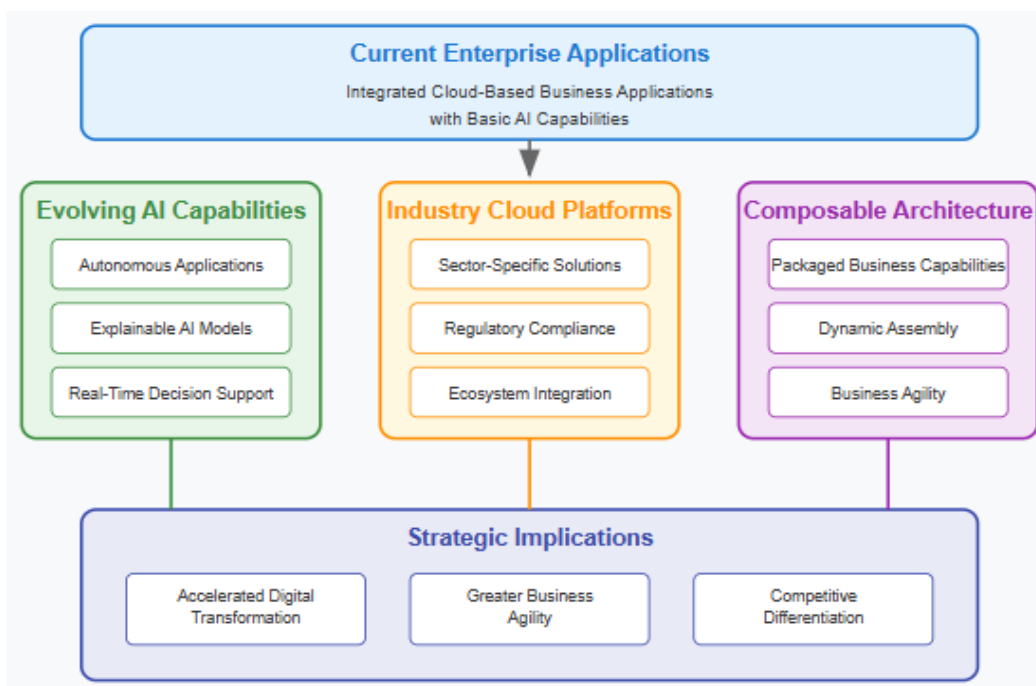 Current Enterprise Applications
Integrated Cloud-Based Business Applications
with Basic AI Capabilities
Evolving AI Capabilities
Autonomous Applications
Explainable AI Models
Real-Time Decision Support
Industry Cloud Platforms
Sector-Specific Solutions
Regulatory Compliance
Ecosystem Integration
Composable Architecture
Packaged Business Capabilities
Dynamic Assembly
Business Agility
Strategic Implications
Accelerated Digital
Transformation
Greater Business
Agility
Competitive
Differentiation